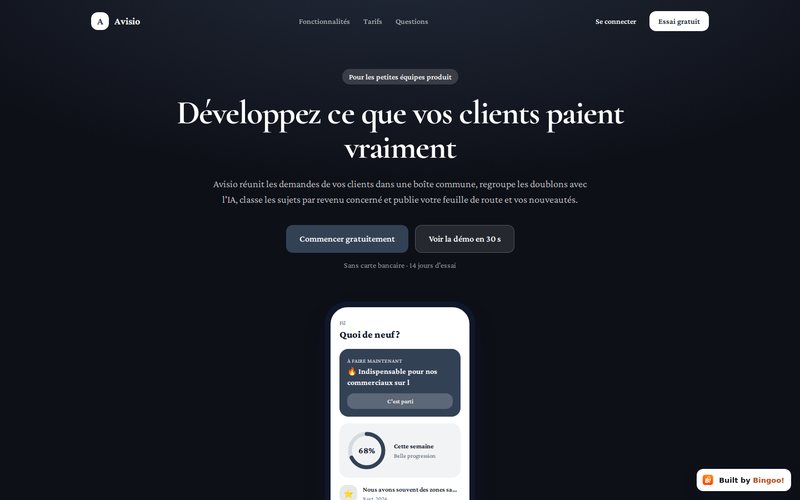 A Avisio
Fonctionnalités Tarifs Questions
Se connecter Essai gratuit
Pour les petites équipes produit
Développez ce que vos clients paient
vraiment
Avisio réunit les demandes de vos clients dans une boîte commune, regroupe les doublons avec
l'IA, classe les sujets par revenu concerné et publie votre feuille de route et vos nouveautés.
Commencer gratuitement Voir la démo en 30 s
Sans carte bancaire · 14 jours d'essai
Quoi de neuf ?
À FAIRE MAINTENANT
🔥 Indispensable pour nos
commerciaux sur l
C'est parti
68%
Cette semaine
Belle progression
Nous avons souvent des zones sa...
Built by Bingoo!